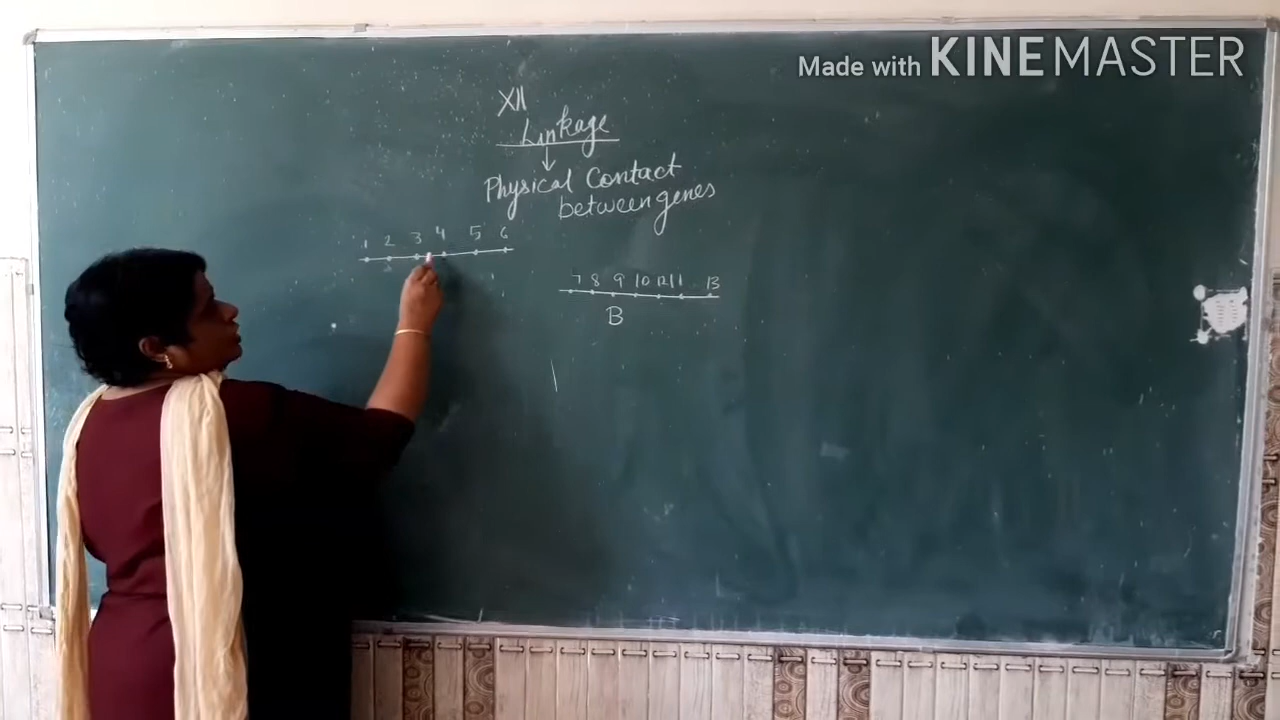 Made with KINEMASTER
XII
Linkage
Physical Contact
between genes
1 2 3 4 5 6
7 8 9 10 12 11 13
B